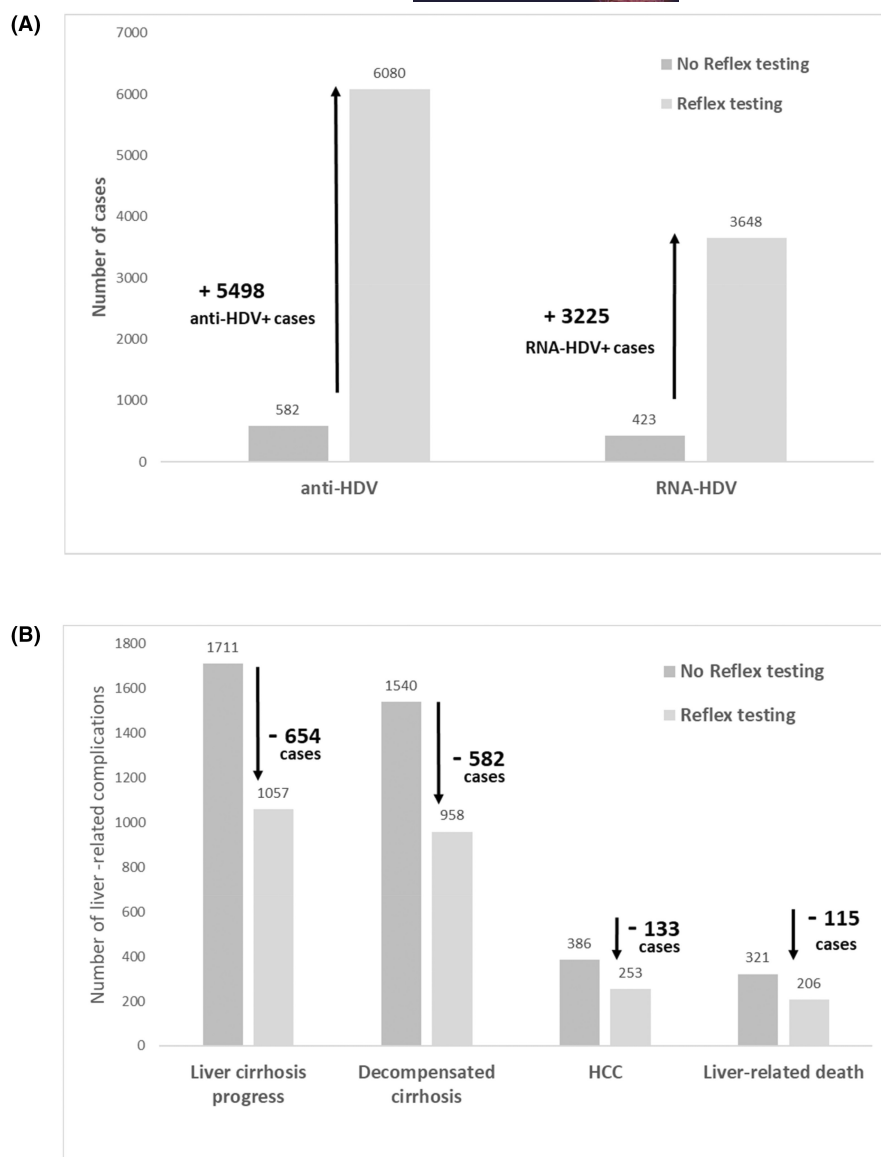 (A)
7000
6000
5000
4000
3000
2000
1000
0
Number of cases
No Reflex testing
Reflex testing
6080
582
+ 5498
anti-HDV+ cases
3648
423
+ 3225
RNA-HDV+ cases
anti-HDV
RNA-HDV
(B)
1800
1600
1400
1200
1000
800
600
400
200
0
Number of liver -related complications
No Reflex testing
Reflex testing
1711
- 654
cases
1057
1540
- 582
cases
958
386
- 133
cases
253
321
- 115
cases
206
Liver cirrhosis
progress
Decompensated
cirrhosis
HCC
Liver-related death